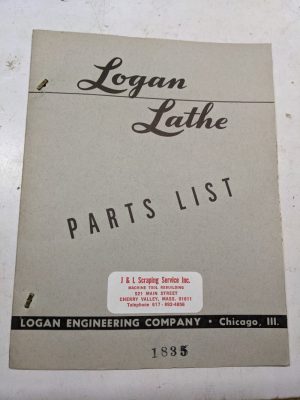 Logan
Lathe
PARTS LIST
J & L Scraping Service Inc.
MACHINE TOOL REBUILDING
521 MAIN STREET
CHERRY VALLEY, MASS. 01611
Telephone 617 - 892-4808
LOGAN ENGINEERING COMPANY • Chicago, Ill.
1835